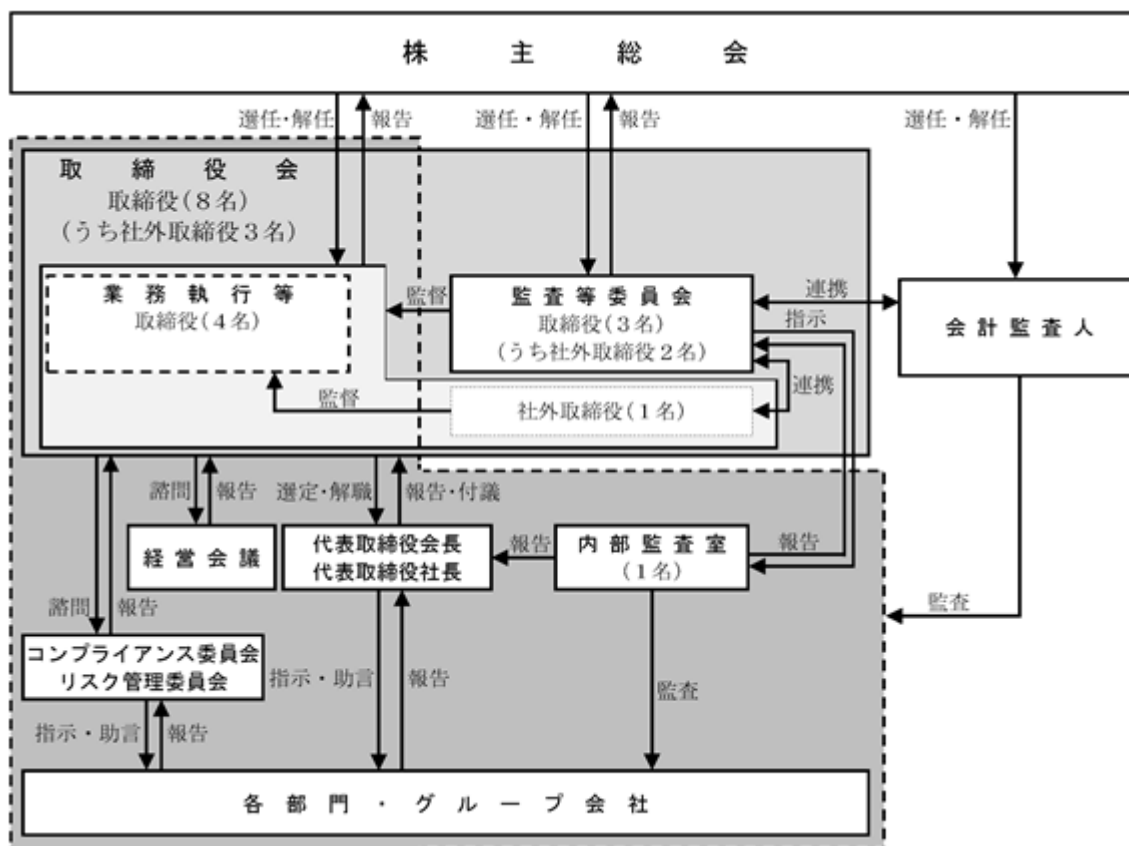 株主総会
選任・解任
報告
選任・解任
報告
選任・解任
取締役会
取締役(8名)
(うち社外取締役3名)
業務執行等
取締役(4名)
監督
監査等委員会
取締役(3名)
(うち社外取締役2名)
連携
指示
会計監査人
監督
社外取締役(1名)
連携
諮問
報告
選定・解職
報告・付議
経営会議
代表取締役会長
代表取締役社長
報告
内部監査室
(1名)
報告
諮問
報告
監査
コンプライアンス委員会
リスク管理委員会
指示・助言
報告
監査
指示・助言
報告
各部門・グループ会社